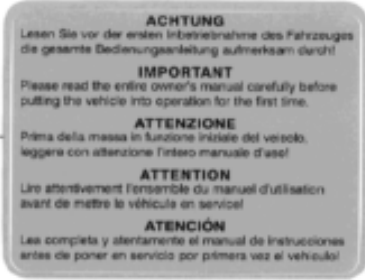 ACHTUNG
Lesen Sie vor der ersten Inbetriebnahme des Fahrzeuges
die gesamte Bedienungsanleitung aufmerksam durch!
IMPORTANT
Please read the entire owner's manual carefully before
putting the vehicle into operation for the first time.
ATTENZIONE
Prima della messa in funzione iniziale del veicolo,
leggere con attenzione l'intero manuale d'uso!
ATTENTION
Lire attentivement l'ensemble du manuel d'utilisation
avant de mettre le véhicule en service!
ATENCIÓN
Lea completa y atentamente el manual de instrucciones
antes de poner en servicio por primera vez el vehículo!